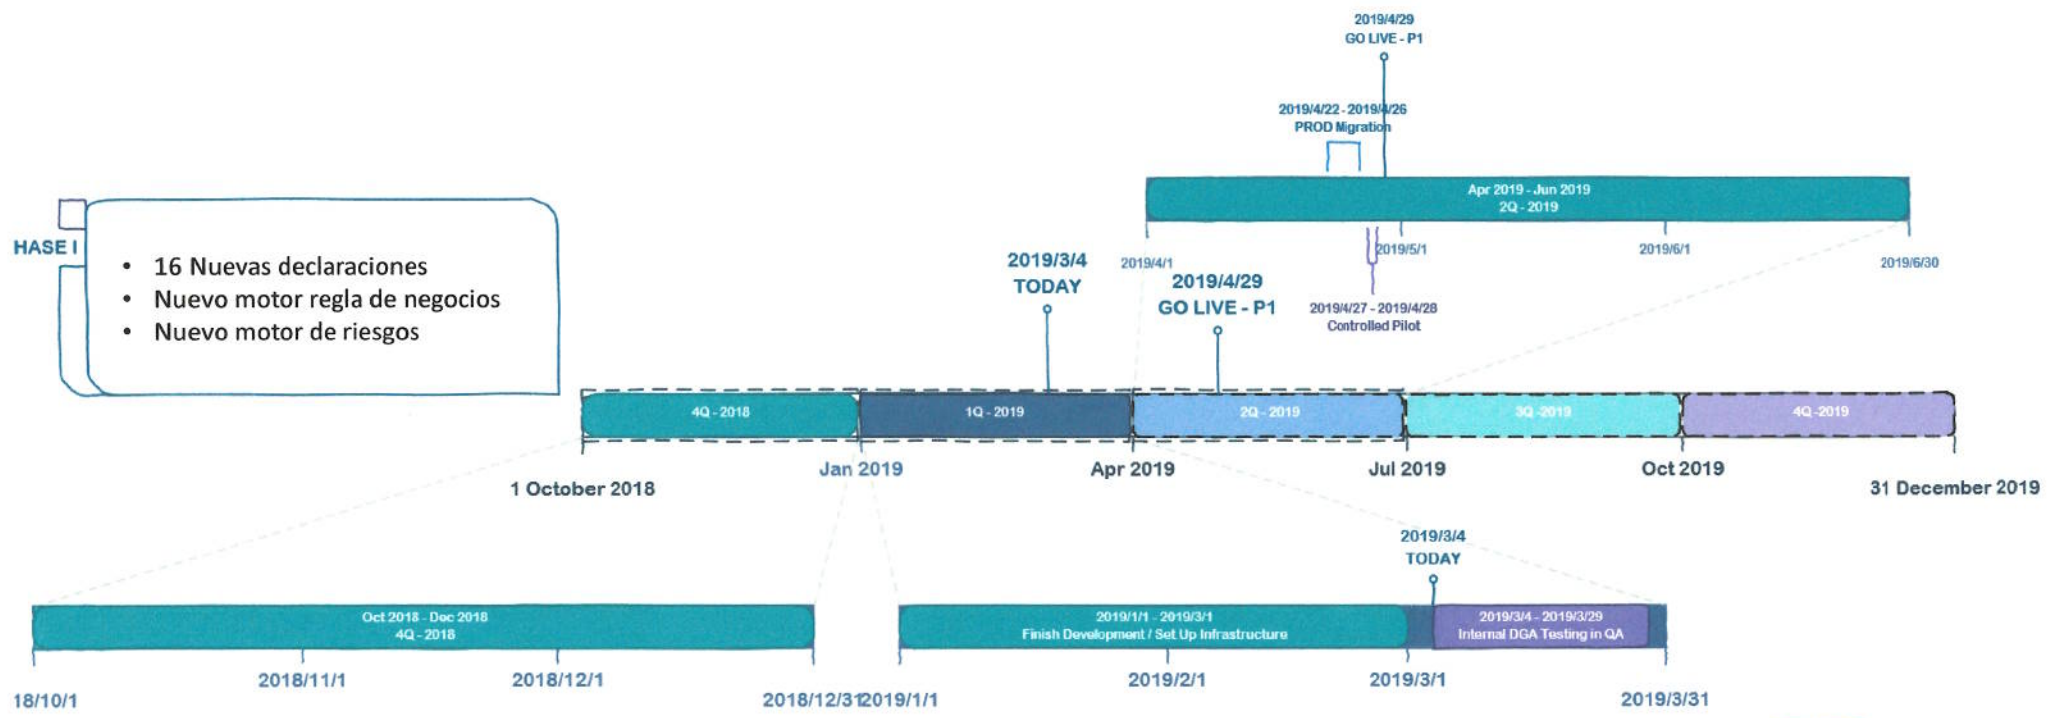 2019/4/29
GO LIVE - P1
2019/4/22 - 2019/4/26
PROD Migration
Apr 2019 - Jun 2019
2Q - 2019
2019/4/1
2019/5/1
2019/6/1
2019/6/30
2019/4/27 - 2019/4/28
Controlled Pilot
HASE I
• 16 Nuevas declaraciones
• Nuevo motor regla de negocios
• Nuevo motor de riesgos
2019/3/4
TODAY
2019/4/29
GO LIVE - P1
4Q - 2018
1Q - 2019
2Q - 2019
3Q -2019
4Q -2019
1 October 2018
Jan 2019
Apr 2019
Jul 2019
Oct 2019
31 December 2019
Oct 2018 - Dec 2018
4Q - 2018
18/10/1
2018/11/1
2018/12/1
2018/12/31
2019/3/4
TODAY
2019/1/1 - 2019/3/1
Finish Development / Set Up Infrastructure
2019/3/4 - 2019/3/29
Internal DGA Testing in QA
2019/1/1
2019/2/1
2019/3/1
2019/3/31